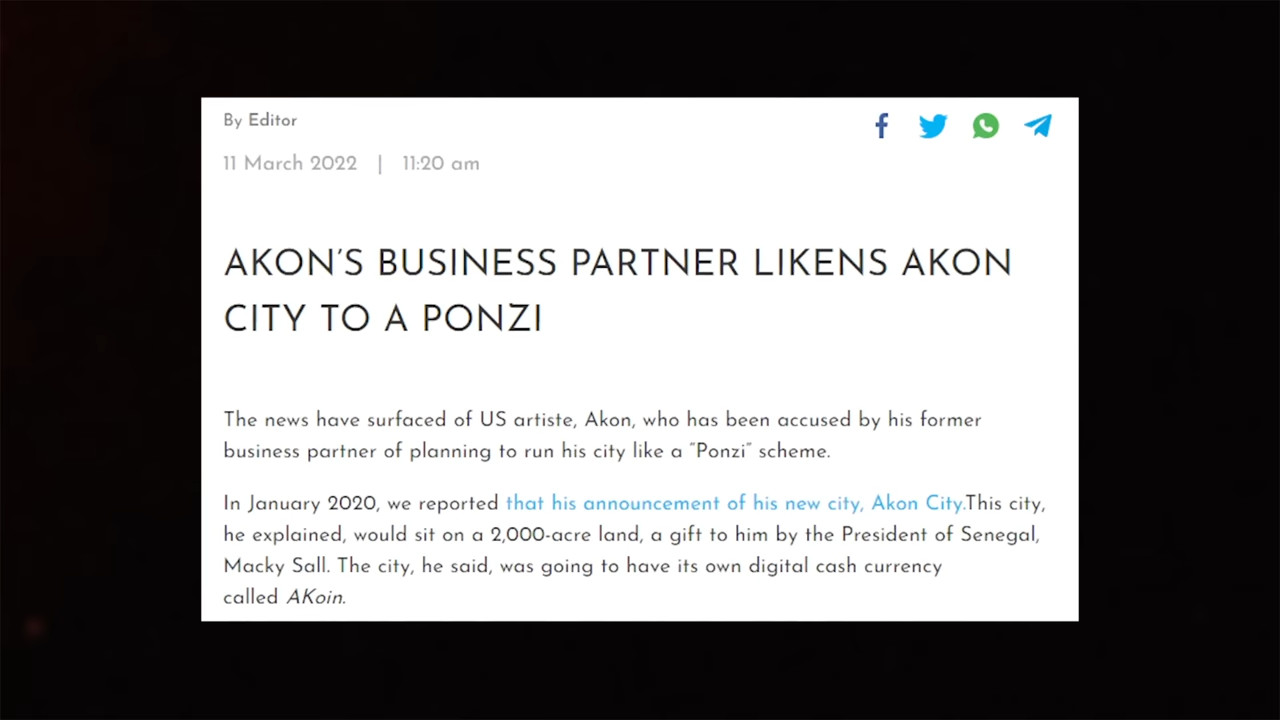 By Editor
11 March 2022 | 11:20 am
AKON'S BUSINESS PARTNER LIKENS AKON
CITY TO A PONZI
The news have surfaced of US artiste, Akon, who has been accused by his former
business partner of planning to run his city like a “Ponzi” scheme.
In January 2020, we reported that his announcement of his new city, Akon City.This city,
he explained, would sit on a 2,000-acre land, a gift to him by the President of Senegal,
Macky Sall. The city, he said, was going to have its own digital cash currency
called AKoin.